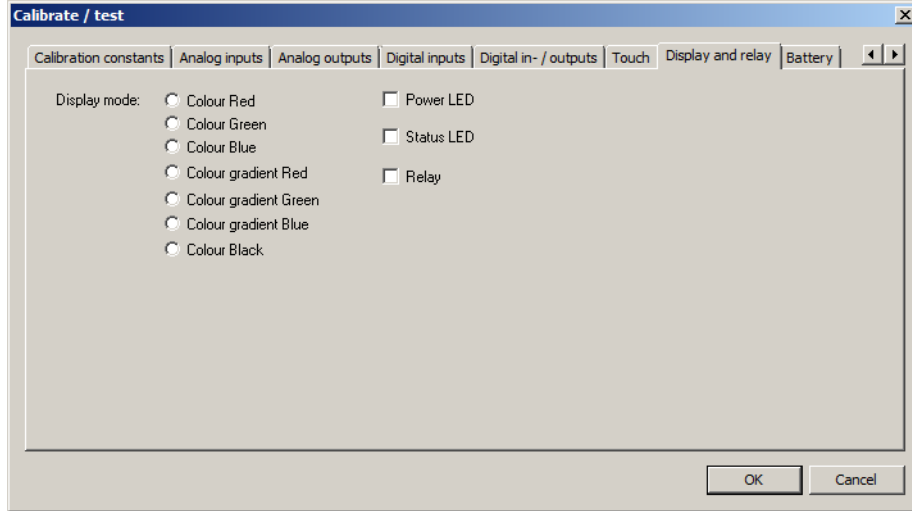 Calibrate / test
Calibration constants Analog inputs Analog outputs Digital inputs Digital in- / outputs Touch Display and relay Battery
Display mode: Colour Red Power LED
Colour Green
Colour Blue Status LED
Colour gradient Red Relay
Colour gradient Green
Colour gradient Blue
Colour Black
OK Cancel